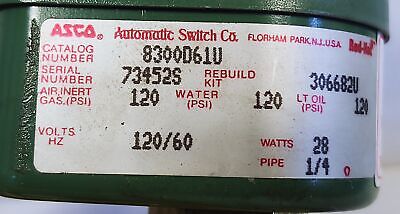 ASCO. Automatic Switch Co. FLORHAM PARK, N.J. U.S.A. Red-Hat
CATALOG NUMBER 8300D61U
SERIAL NUMBER 73452S REBUILD KIT 306682U
AIR, INERT GAS. (PSI) 120 WATER (PSI) 120 LT OIL (PSI) 120
VOLTS HZ 120/60 WATTS 28
PIPE 1/4